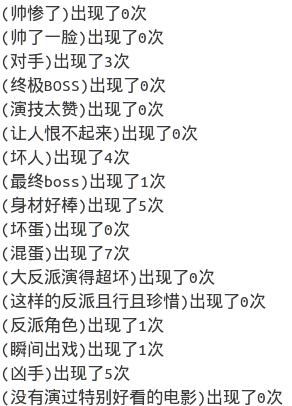 (帅惨了)出现了0次
(帅了一脸)出现了0次
(对手)出现了3次
(终极BOSS)出现了0次
(演技太赞)出现了0次
(让人恨不起来)出现了0次
(坏人)出现了4次
(最终boss)出现了1次
(身材好棒)出现了5次
(坏蛋)出现了0次
(混蛋)出现了7次
(大反派演得超坏)出现了0次
(这样的反派且行且珍惜)出现了0次
(反派角色)出现了1次
(瞬间出戏)出现了1次
(凶手)出现了5次
(没有演过特别好看的电影)出现了0次